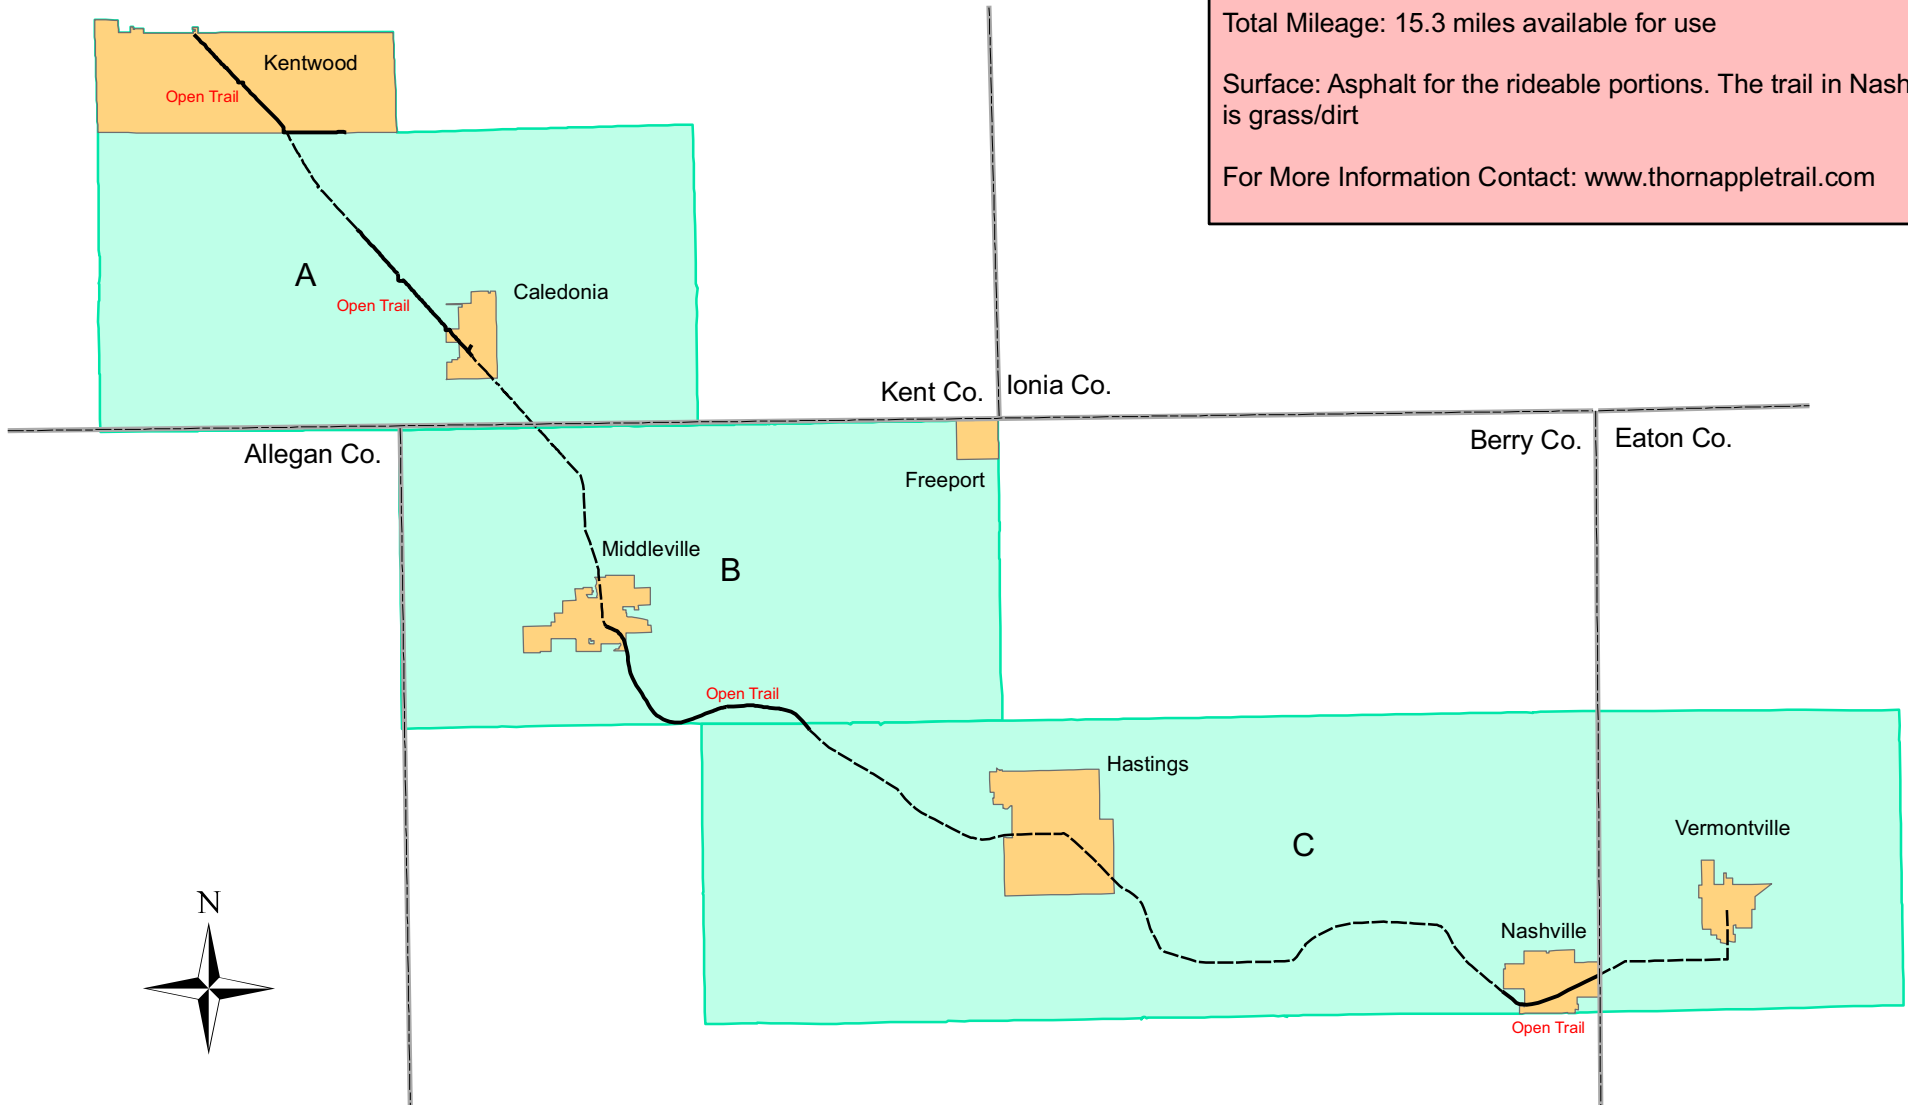 Total Mileage: 15.3 miles available for use
Surface: Asphalt for the rideable portions. The trail in Nash
is grass/dirt
For More Information Contact: www.thornappletrail.com
Kentwood
Open Trail
A
Caledonia
Open Trail
Kent Co.
Ionia Co.
Allegan Co.
Berry Co.
Eaton Co.
Freeport
Middleville
B
Open Trail
Hastings
C
Vermontville
Nashville
Open Trail
N